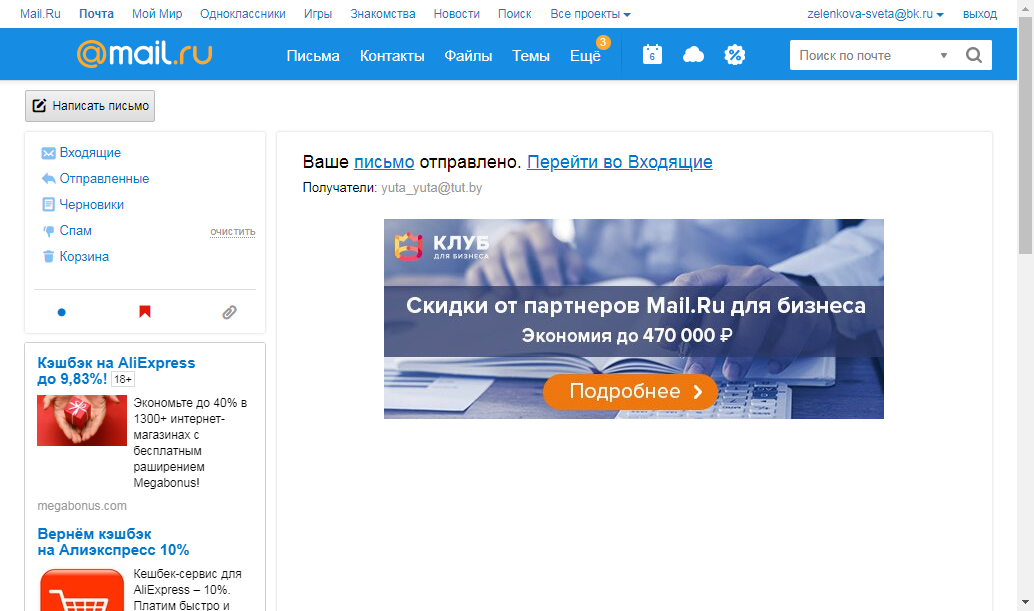 Mail.Ru Почта Мой Мир Одноклассники Игры Знакомства Новости Поиск Все проекты zelenkova-sveta@bk.ru выход
@mail.ru Письма Контакты Файлы Темы Ещё 3 6 % Поиск по почте
Написать письмо
Входящие
Отправленные
Черновики
Спам очистить
Корзина
Ваше письмо отправлено. Перейти во Входящие
Получатели: yuta_yuta@tut.by
КЛУБ
ДЛЯ БИЗНЕСА
Скидки от партнеров Mail.Ru для бизнеса
Экономия до 470 000 ₽
Подробнее
Кэшбэк на AliExpress
до 9,83%! 18+
Экономьте до 40% в
1300+ интернет-
магазинах с
бесплатным
раширением
Megabonus!
megabonus.com
Вернём кэшбэк
на Алиэкспресс 10%
Кешбек-сервис для
AliExpress – 10%.
Платим быстро и